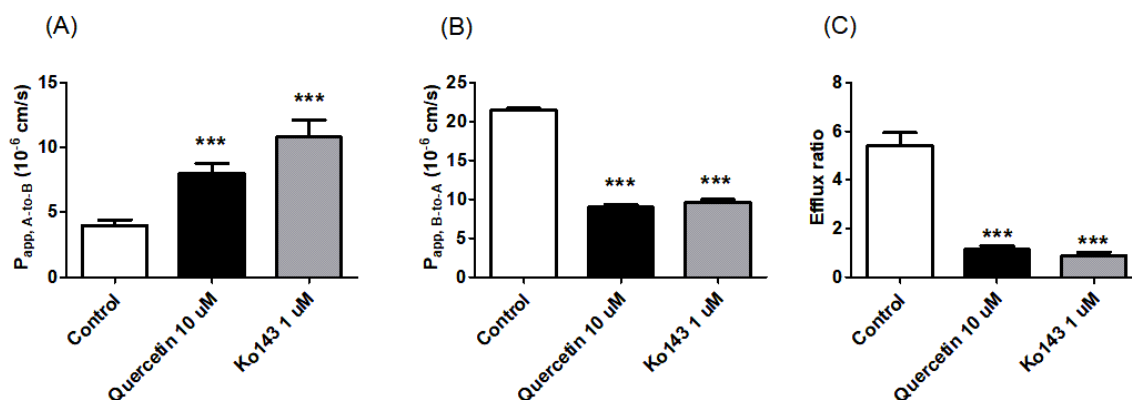 (A)
P app, A-to-B (10-6 cm/s)
15
10
5
0
***
***
Control
Quercetin 10 uM
Ko143 1 uM
(B)
P app, B-to-A (10-6 cm/s)
25
20
15
10
5
0
***
***
Control
Quercetin 10 uM
Ko143 1 uM
(C)
Efflux ratio
8
6
4
2
0
***
***
Control
Quercetin 10 uM
Ko143 1 uM